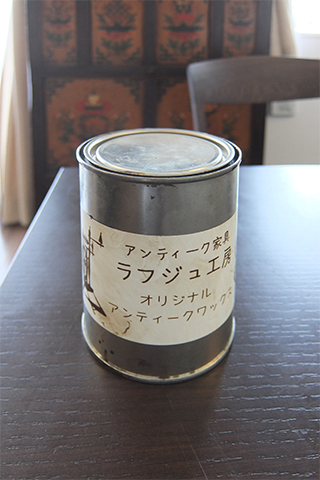 アンティーク家具
ラフジュ工房
オリジナル
アンティークワックス